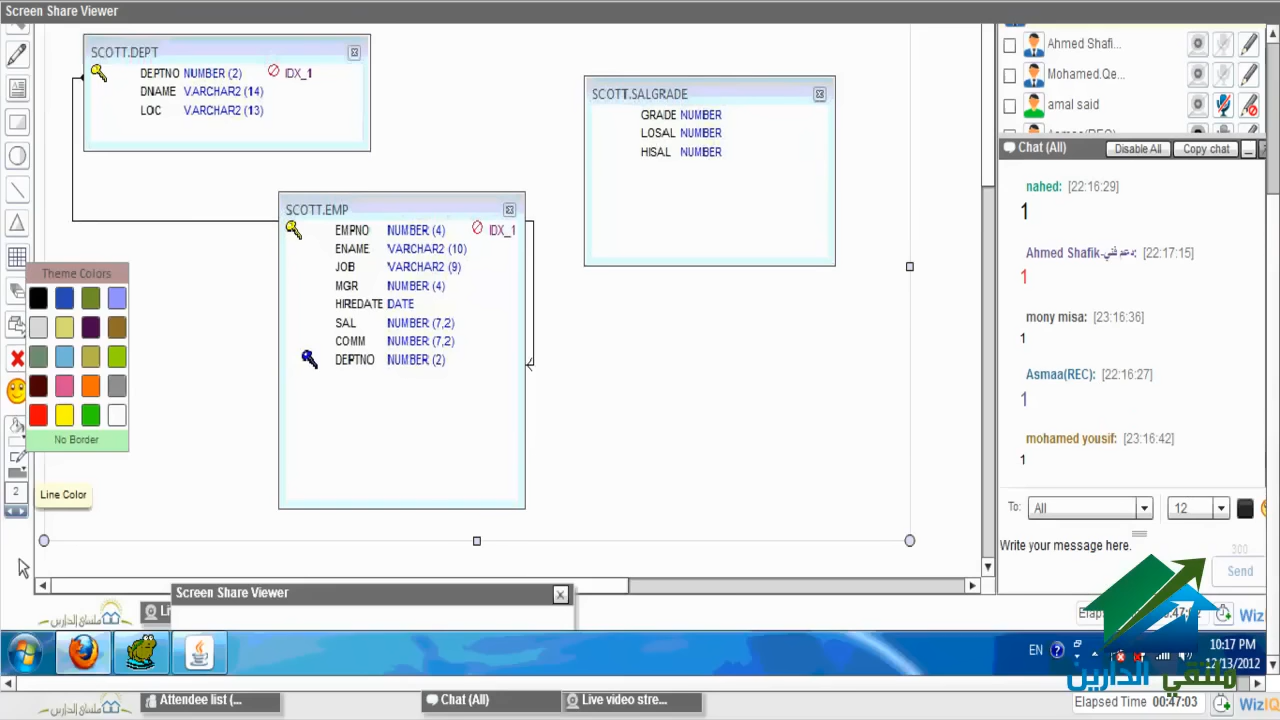 Screen Share Viewer
SCOTT.DEPT
DEPTNO NUMBER (2) IDX_1
DNAME VARCHAR2 (14)
LOC VARCHAR2 (13)
SCOTT.SALGRADE
GRADE NUMBER
LOSAL NUMBER
HISAL NUMBER
SCOTT.EMP
EMPNO NUMBER (4) IDX_1
ENAME VARCHAR2 (10)
JOB VARCHAR2 (9)
MGR NUMBER (4)
HIREDATE DATE
SAL NUMBER (7,2)
COMM NUMBER (7,2)
DEPTNO NUMBER (2)
Theme Colors
No Border
2
Line Color
Ahmed Shafi...
Mohamed.Qe...
amal said
Chat (All) Disable All Copy chat
nahed: [22:16:29]
1
Ahmed Shafik-دعم فني: [22:17:15]
1
mony misa: [23:16:36]
1
Asmaa(REC): [22:16:27]
1
mohamed yousif: [23:16:42]
1
To: All 12
Write your message here.
300
Send
Screen Share Viewer
EN
10:17 PM
12/13/2012
ملتقى الدارين
Attendee list (...
Chat (All)
Live video stre...
Elapsed Time 00:47:03
WizIQ